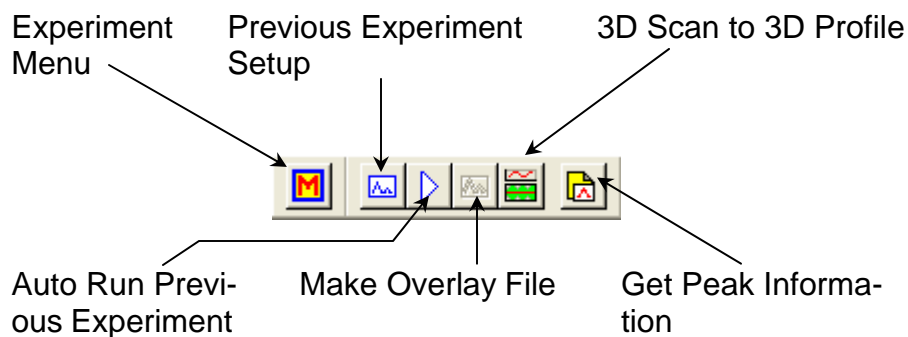 Experiment
Menu
Previous Experiment
Setup
3D Scan to 3D Profile
M
Auto Run Previ-
ous Experiment
Make Overlay File
Get Peak Informa-
tion